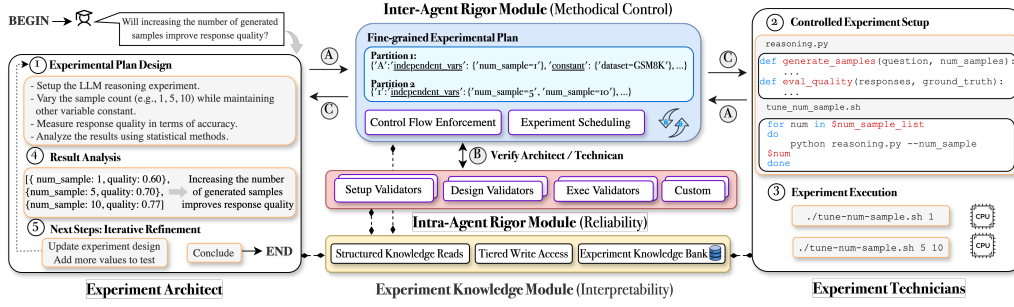 BEGIN
Will increasing the number of generated
samples improve response quality?
① Experimental Plan Design
- Setup the LLM reasoning experiment.
- Vary the sample count (e.g., 1, 5, 10) while maintaining
other variable constant.
- Measure response quality in terms of accuracy.
- Analyze the results using statistical methods.
④ Result Analysis
[{ num_sample: 1, quality: 0.60},
{num_sample: 5, quality: 0.70},
{num_sample: 10, quality: 0.77]
Increasing the number
of generated samples
improves response quality
⑤ Next Steps: Iterative Refinement
Update experiment design
Add more values to test
Conclude
END
Experiment Architect
A
C
Inter-Agent Rigor Module (Methodical Control)
Fine-grained Experimental Plan
Partition 1:
{'A':'independent_vars': {'num_sample=1'}, 'constant': {'dataset=GSM8K'}, ...}
Partition 2
{'1': 'independent_vars': {'num_sample=5', 'num_sample=10'}, ...}
Control Flow Enforcement
Experiment Scheduling
B
Verify Architect / Technican
Setup Validators
Design Validators
Exec Validators
Custom
Intra-Agent Rigor Module (Reliability)
Structured Knowledge Reads
Tiered Write Access
Experiment Knowledge Bank
Experiment Knowledge Module (Interpretability)
C
A
② Controlled Experiment Setup
reasoning.py
def generate_samples(question, num_samples):
...
def eval_quality(responses, ground_truth):
...
tune_num_sample.sh
for num in $num_sample_list
do
python reasoning.py --num_sample
$num
done
③ Experiment Execution
./tune-num-sample.sh 1
CPU
./tune-num-sample.sh 5 10
CPU
Experiment Technicians